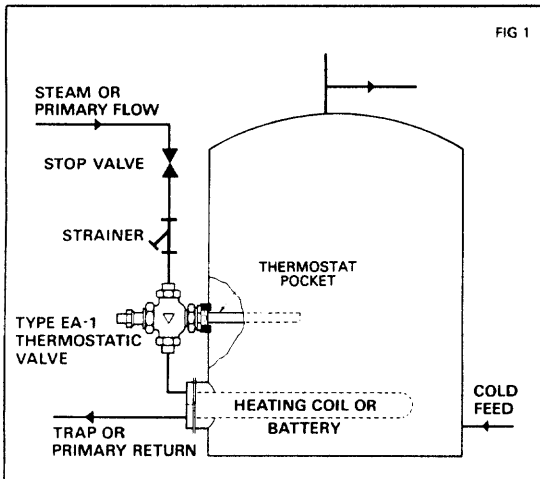 FIG 1
STEAM OR
PRIMARY FLOW
STOP VALVE
STRAINER
THERMOSTAT
POCKET
TYPE EA-1
THERMOSTATIC
VALVE
HEATING COIL OR
BATTERY
COLD
FEED
TRAP OR
PRIMARY RETURN